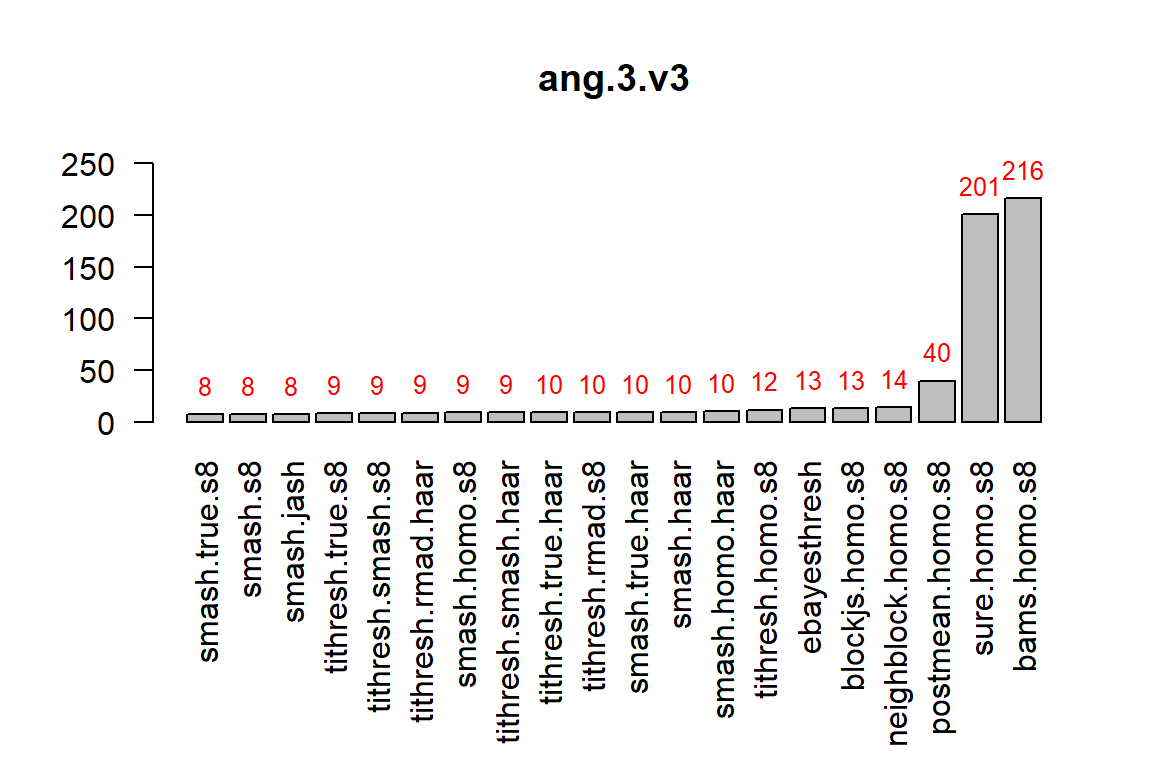 ang.3.v3
250
200
150
100
50
0
8 8 8 9 9 9 9 9 10 10 10 10 10 12 13 13 14 40 201 216
smash.true.s8
smash.s8
smash.jash
tithresh.true.s8
tithresh.smash.s8
tithresh.rmad.haar
smash.homo.s8
tithresh.smash.haar
tithresh.true.haar
tithresh.rmad.s8
smash.true.haar
smash.haar
smash.homo.haar
tithresh.homo.s8
ebayesthresh
blockjs.homo.s8
neighblock.homo.s8
postmean.homo.s8
sure.homo.s8
bams.homo.s8